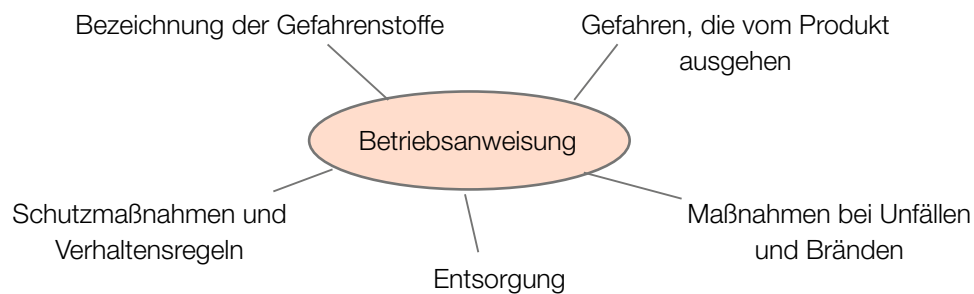 Bezeichnung der Gefahrenstoffe
Gefahren, die vom Produkt
ausgehen
Betriebsanweisung
Schutzmaßnahmen und
Verhaltensregeln
Maßnahmen bei Unfällen
und Bränden
Entsorgung